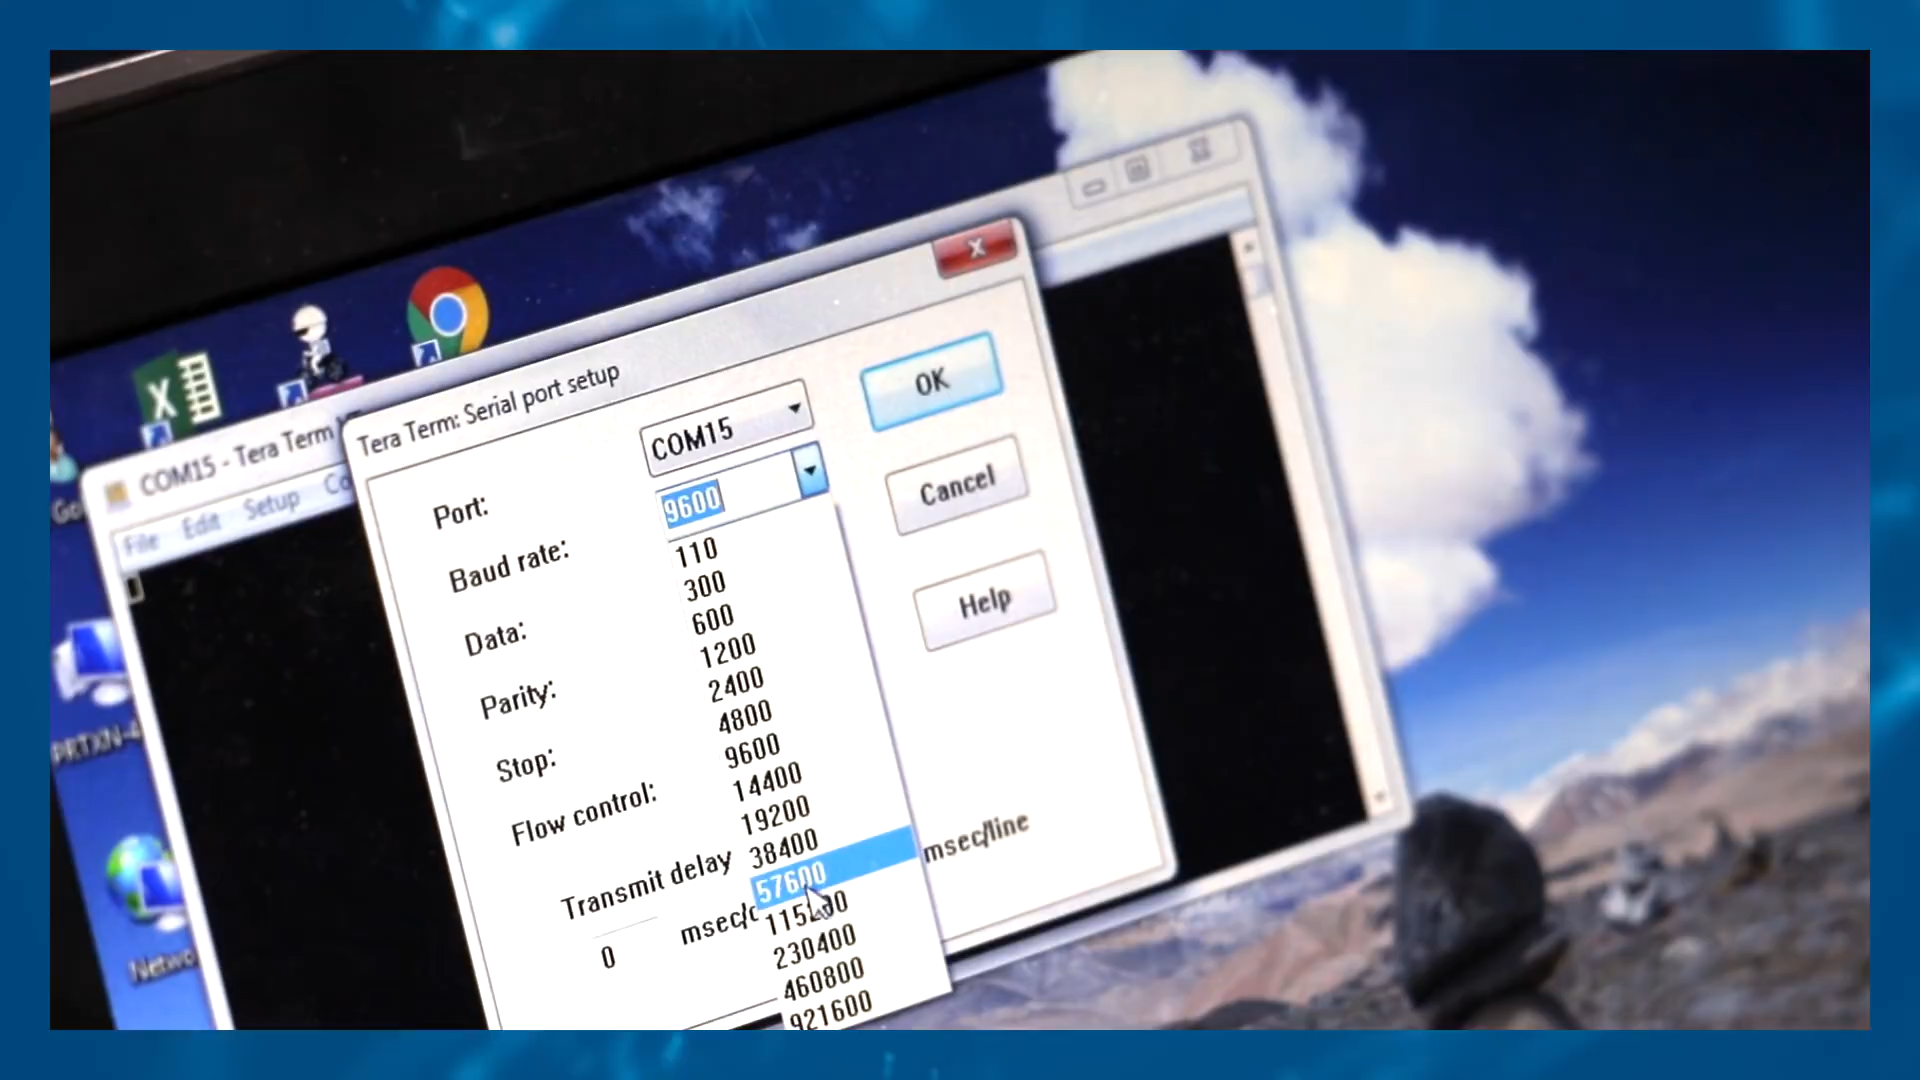 COM15 - Tera Term
File Edit Setup
Tera Term: Serial port setup
X
Port:
COM15
OK
Baud rate:
9600
Cancel
Data:
Parity:
Stop:
Flow control:
Help
110
300
600
1200
2400
4800
9600
14400
19200
38400
57600
115200
230400
460800
921600
Transmit delay
0
msec/line